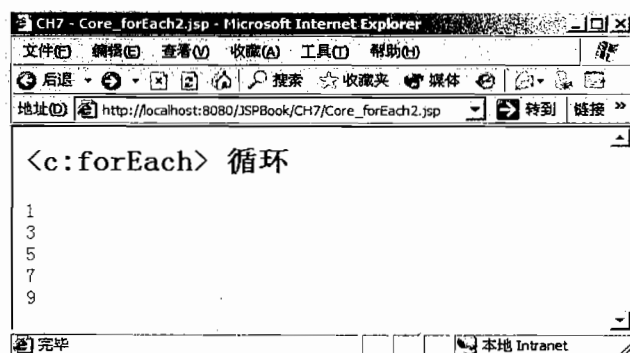 CH7 - Core_forEach2.jsp - Microsoft Internet Explorer
文件(F) 编辑(E) 查看(V) 收藏(A) 工具(T) 帮助(H)
后退 搜索 收藏夹 媒体
地址(D) http://localhost:8080/JSPBook/CH7/Core_forEach2.jsp 转到 链接 »
<c:forEach> 循环
1
3
5
7
9
完毕 本地 Intranet